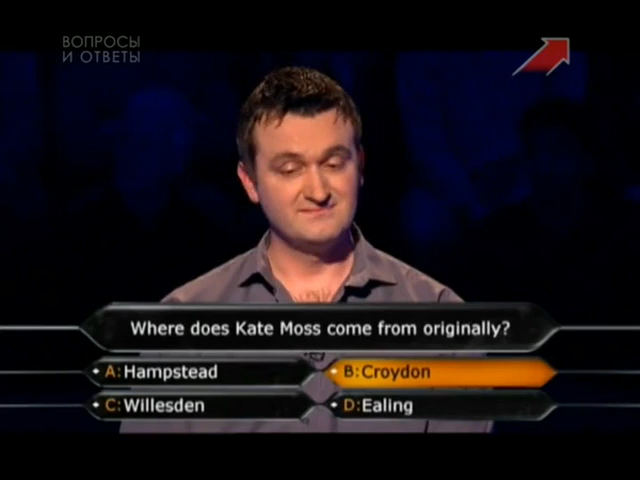 ВОПРОСЫ
И ОТВЕТЫ
Where does Kate Moss come from originally?
A: Hampstead
B: Croydon
C: Willesden
D: Ealing